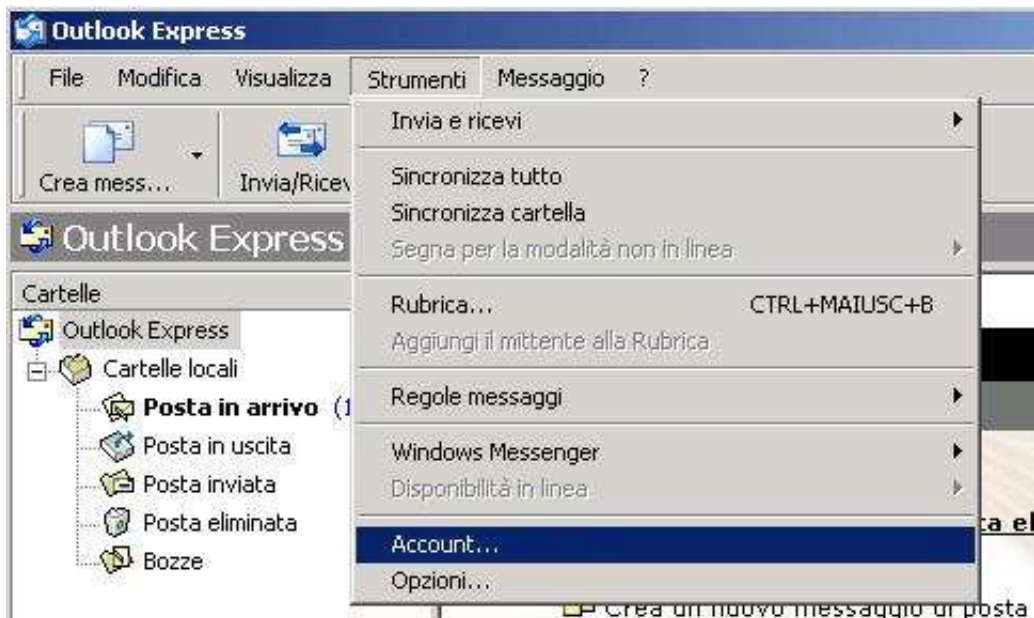 Outlook Express
File Modifica Visualizza Strumenti Messaggio ?
Crea mess... Invia/Ricev
Outlook Express
Cartelle
Outlook Express
Cartelle locali
Posta in arrivo (1
Posta in uscita
Posta inviata
Posta eliminata
Bozze
Invia e ricevi
Sincronizza tutto
Sincronizza cartella
Segna per la modalità non in linea
Rubrica... CTRL+MAIUSC+B
Aggiungi il mittente alla Rubrica
Regole messaggi
Windows Messenger
Disponibilità in linea
Account...
Opzioni...
ta el
Crea un nuovo messaggio di posta